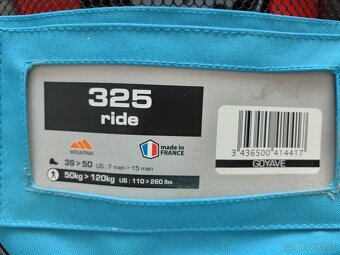 325
ride
MOUNTAIN
made in
FRANCE
39 > 50 US : 7 men > 15 men
50kg > 120kg US : 110 > 260 lbs
3 436500 414417
GOYAVE